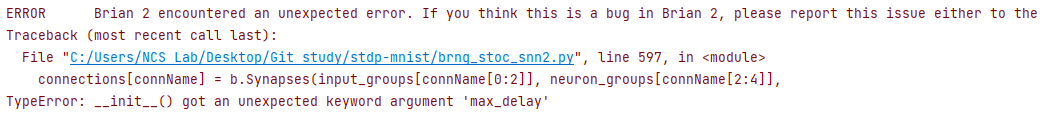 ERROR      Brian 2 encountered an unexpected error. If you think this is a bug in Brian 2, please report this issue either to the
Traceback (most recent call last):
  File "C:/Users/NCS Lab/Desktop/Git study/stdp-mnist/brng_stoc_snn2.py", line 597, in <module>
    connections[connName] = b.Synapses(input_groups[connName[0:2]], neuron_groups[connName[2:4]],
TypeError: __init__() got an unexpected keyword argument 'max_delay'